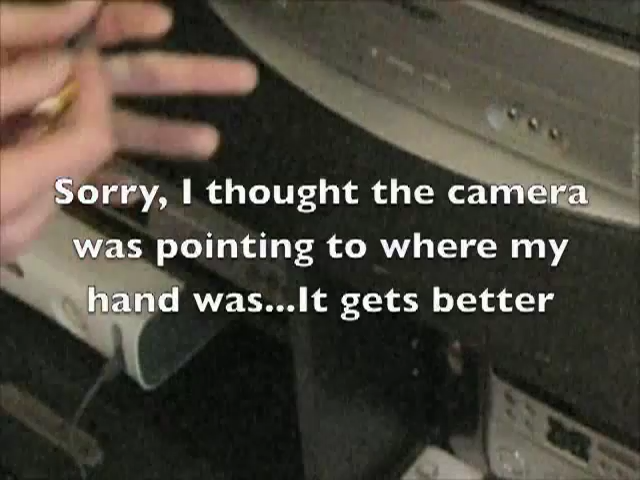 Sorry, I thought the camera
was pointing to where my
hand was...It gets better